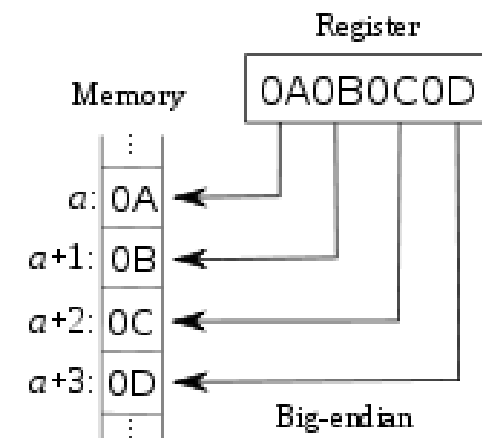 Register
0A0B0C0D
Memory
⋮
a: 0A
a+1: 0B
a+2: 0C
a+3: 0D
⋮
Big-endian